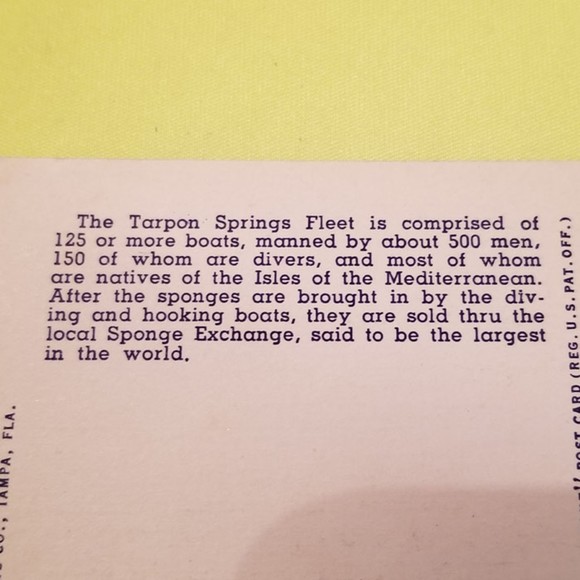 The Tarpon Springs Fleet is comprised of
125 or more boats, manned by about 500 men,
150 of whom are divers, and most of whom
are natives of the Isles of the Mediterranean.
After the sponges are brought in by the div-
ing and hooking boats, they are sold thru the
local Sponge Exchange, said to be the largest
in the world.
CO., TAMPA, FLA.
POST CARD (REG. U.S. PAT. OFF.)